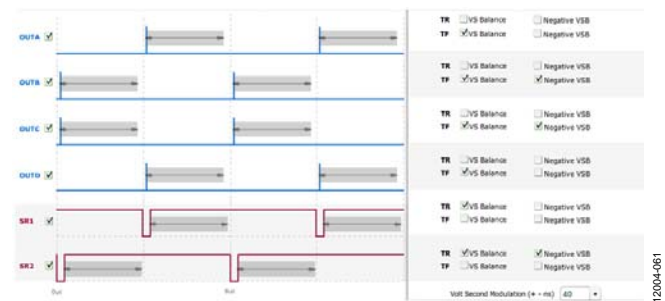 OUTA
TR VS Balance Negative VSB
TF VS Balance Negative VSB
OUTB
TR VS Balance Negative VSB
TF VS Balance Negative VSB
OUTC
TR VS Balance Negative VSB
TF VS Balance Negative VSB
OUTD
TR VS Balance Negative VSB
TF VS Balance Negative VSB
SR1
TR VS Balance Negative VSB
TF VS Balance Negative VSB
SR2
TR VS Balance Negative VSB
TF VS Balance Negative VSB
0us
Volt Second Modulation (+ - ns) 40
12004-061